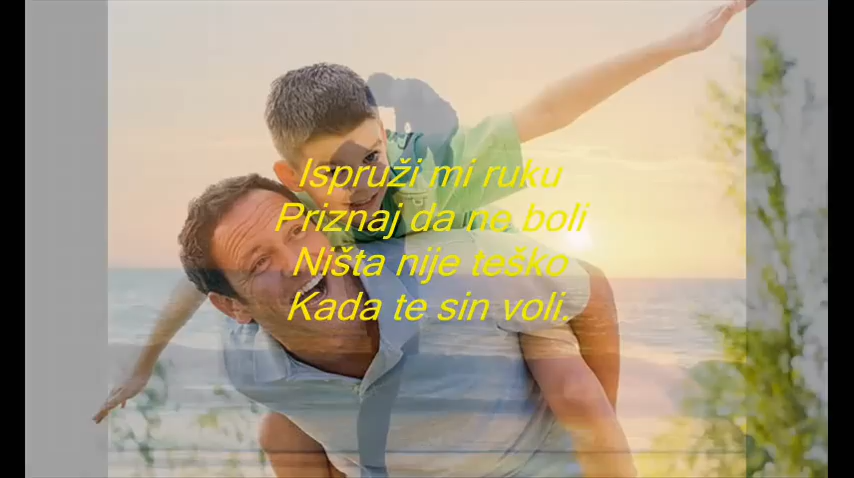 Ispruži mi ruku
Priznaj da ne boli
Ništa nije teško
Kada te sin voli.